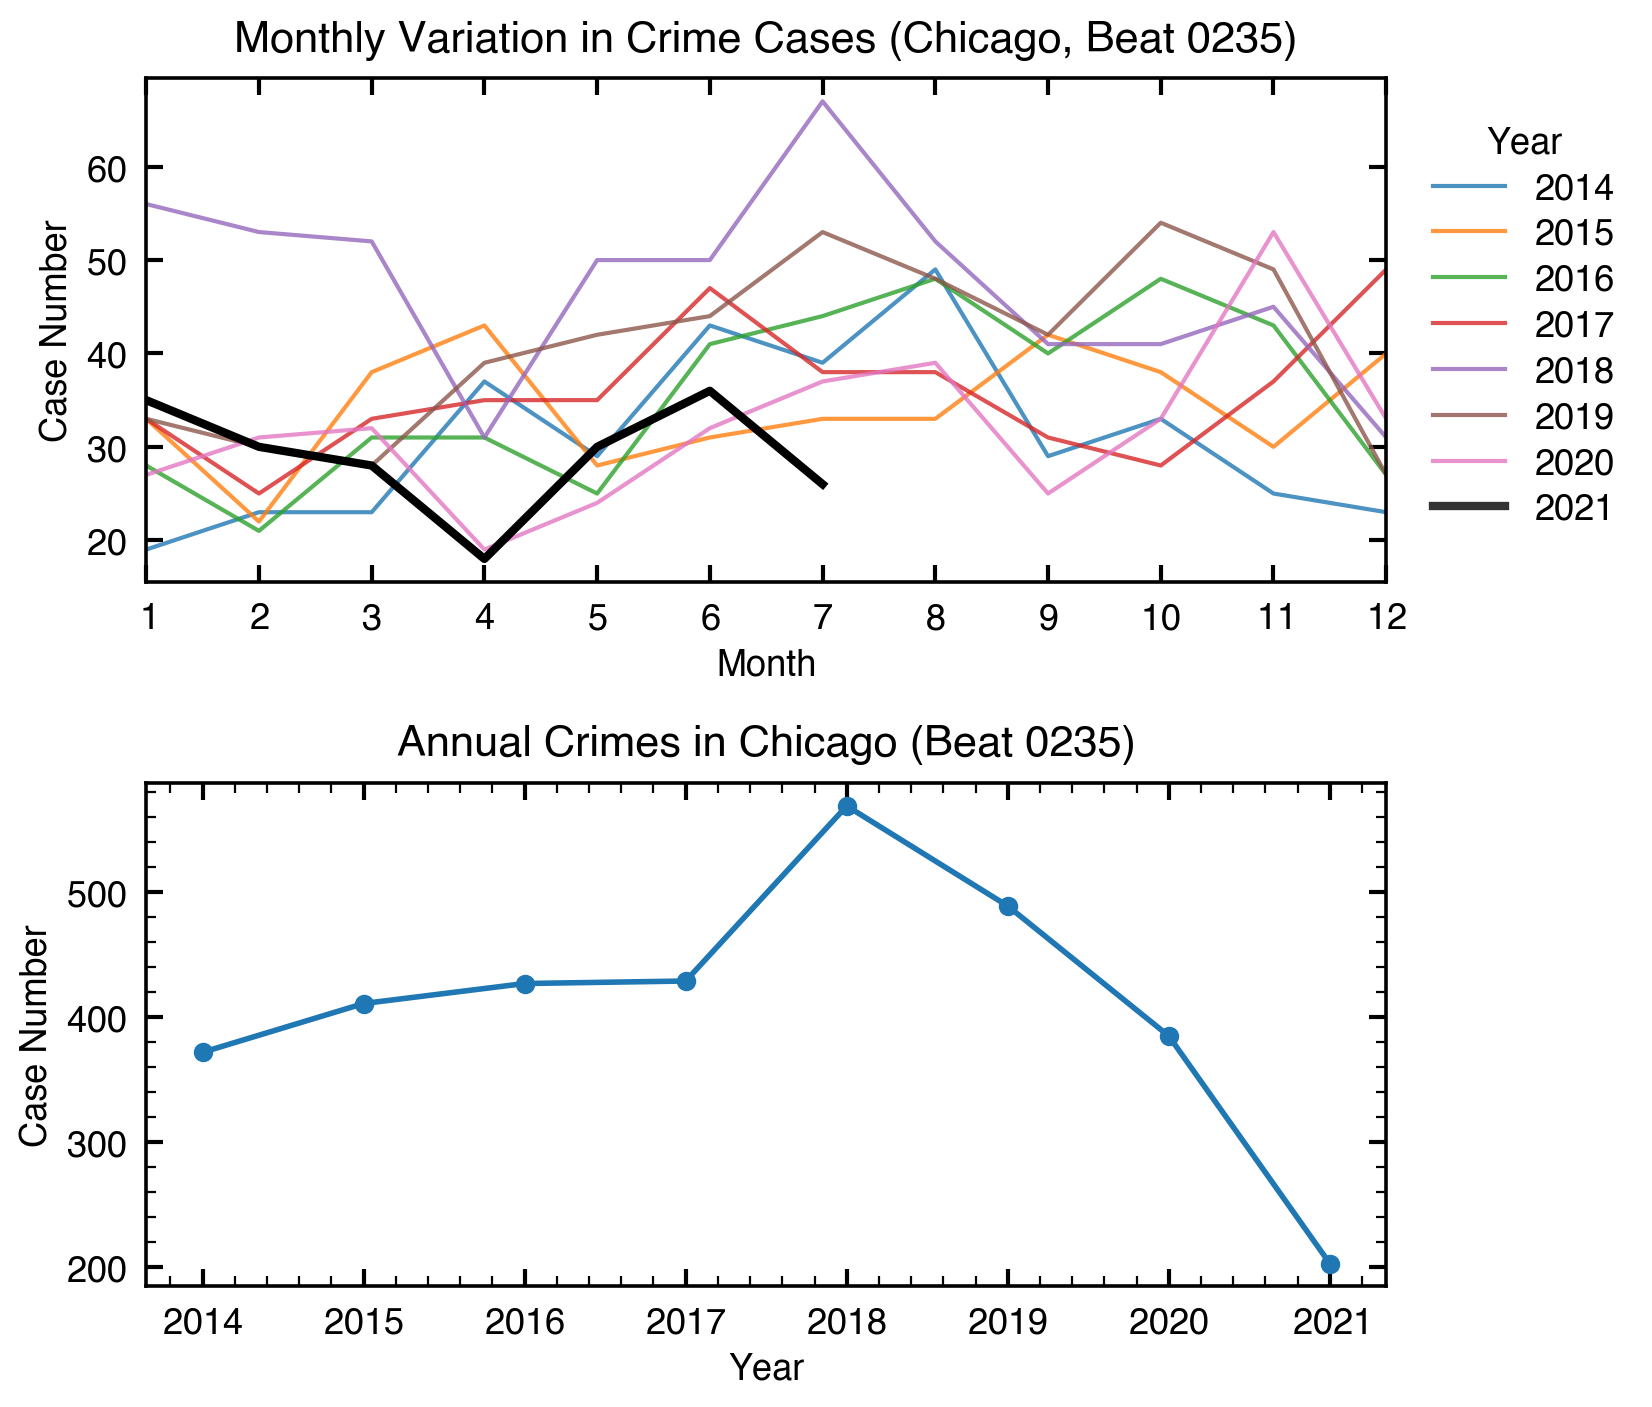 Monthly Variation in Crime Cases (Chicago, Beat 0235)
60
50
40
30
20
Case Number
1 2 3 4 5 6 7 8 9 10 11 12
Month
Year
2014
2015
2016
2017
2018
2019
2020
2021
Annual Crimes in Chicago (Beat 0235)
500
400
300
200
Case Number
2014 2015 2016 2017 2018 2019 2020 2021
Year